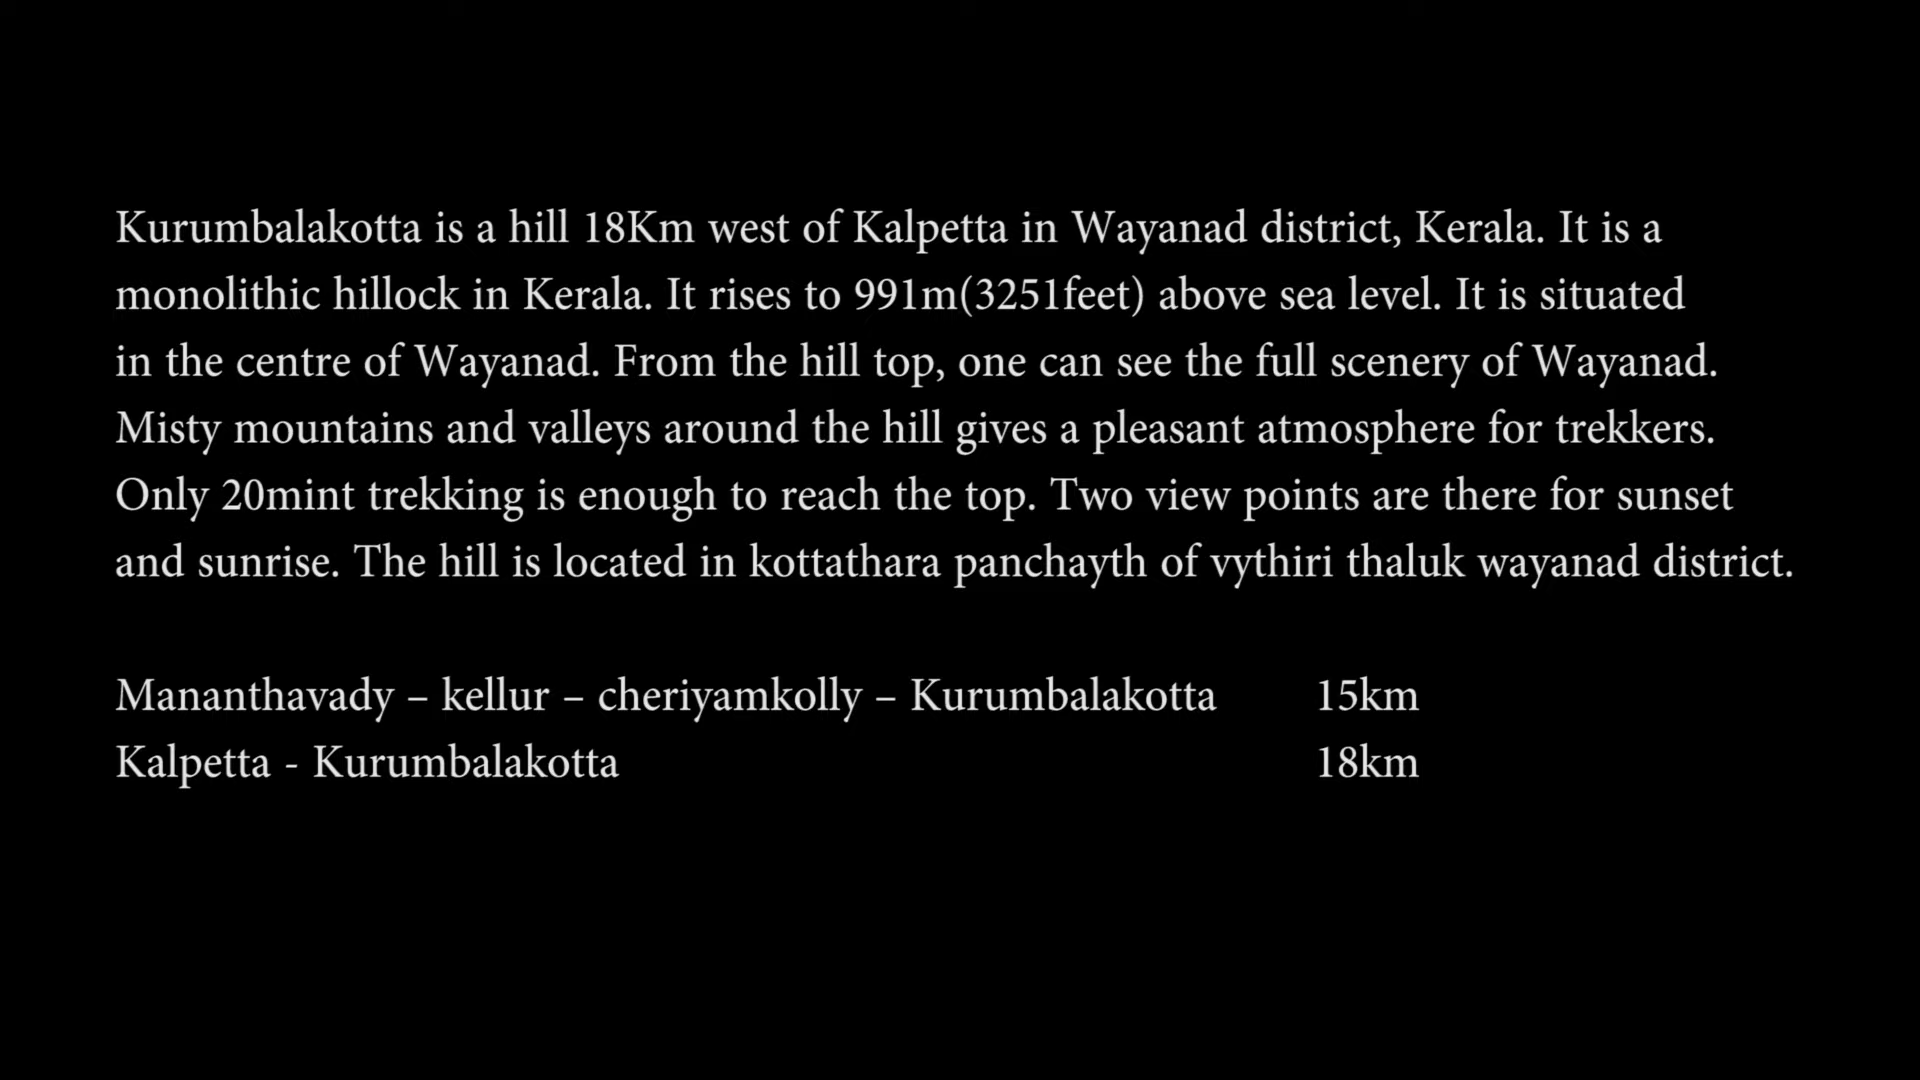 Kurumbalakotta is a hill 18Km west of Kalpetta in Wayanad district, Kerala. It is a
monolithic hillock in Kerala. It rises to 991m(3251feet) above sea level. It is situated
in the centre of Wayanad. From the hill top, one can see the full scenery of Wayanad.
Misty mountains and valleys around the hill gives a pleasant atmosphere for trekkers.
Only 20mint trekking is enough to reach the top. Two view points are there for sunset
and sunrise. The hill is located in kottathara panchayth of vythiri thaluk wayanad district.
Mananthavady – kellur – cheriyamkolly – Kurumbalakotta 15km
Kalpetta - Kurumbalakotta 18km